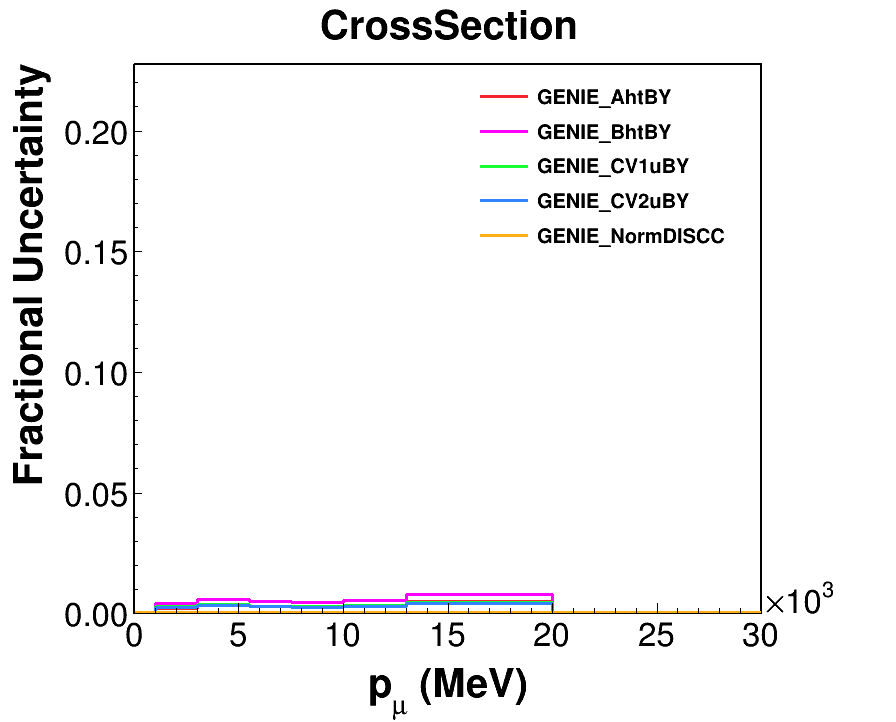 CrossSection
Fractional Uncertainty
0.20
0.15
0.10
0.05
0.00
GENIE_AhtBY
GENIE_BhtBY
GENIE_CV1uBY
GENIE_CV2uBY
GENIE_NormDISCC
0 5 10 15 20 25 30
×10³
p_μ (MeV)